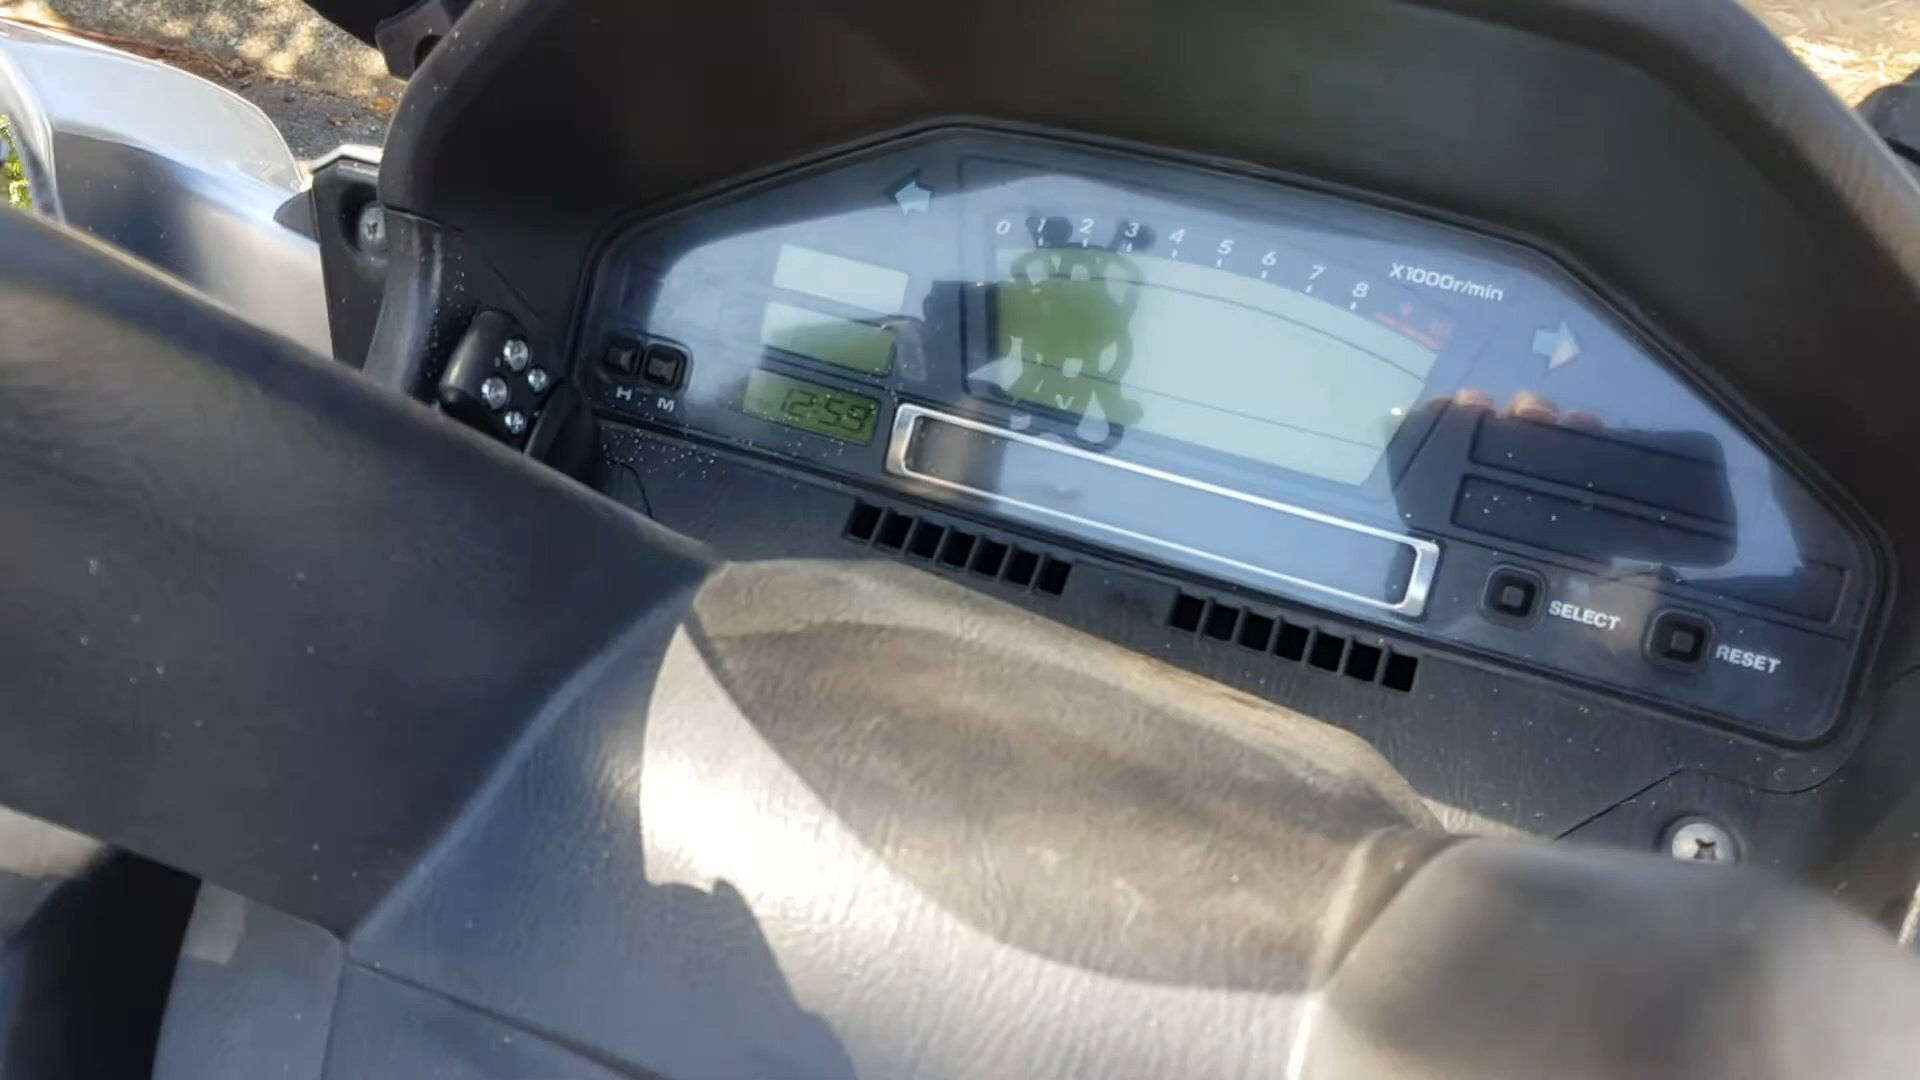 0 1 2 3 4 5 6 7 8
X1000r/min
H M
12:59
SELECT
RESET